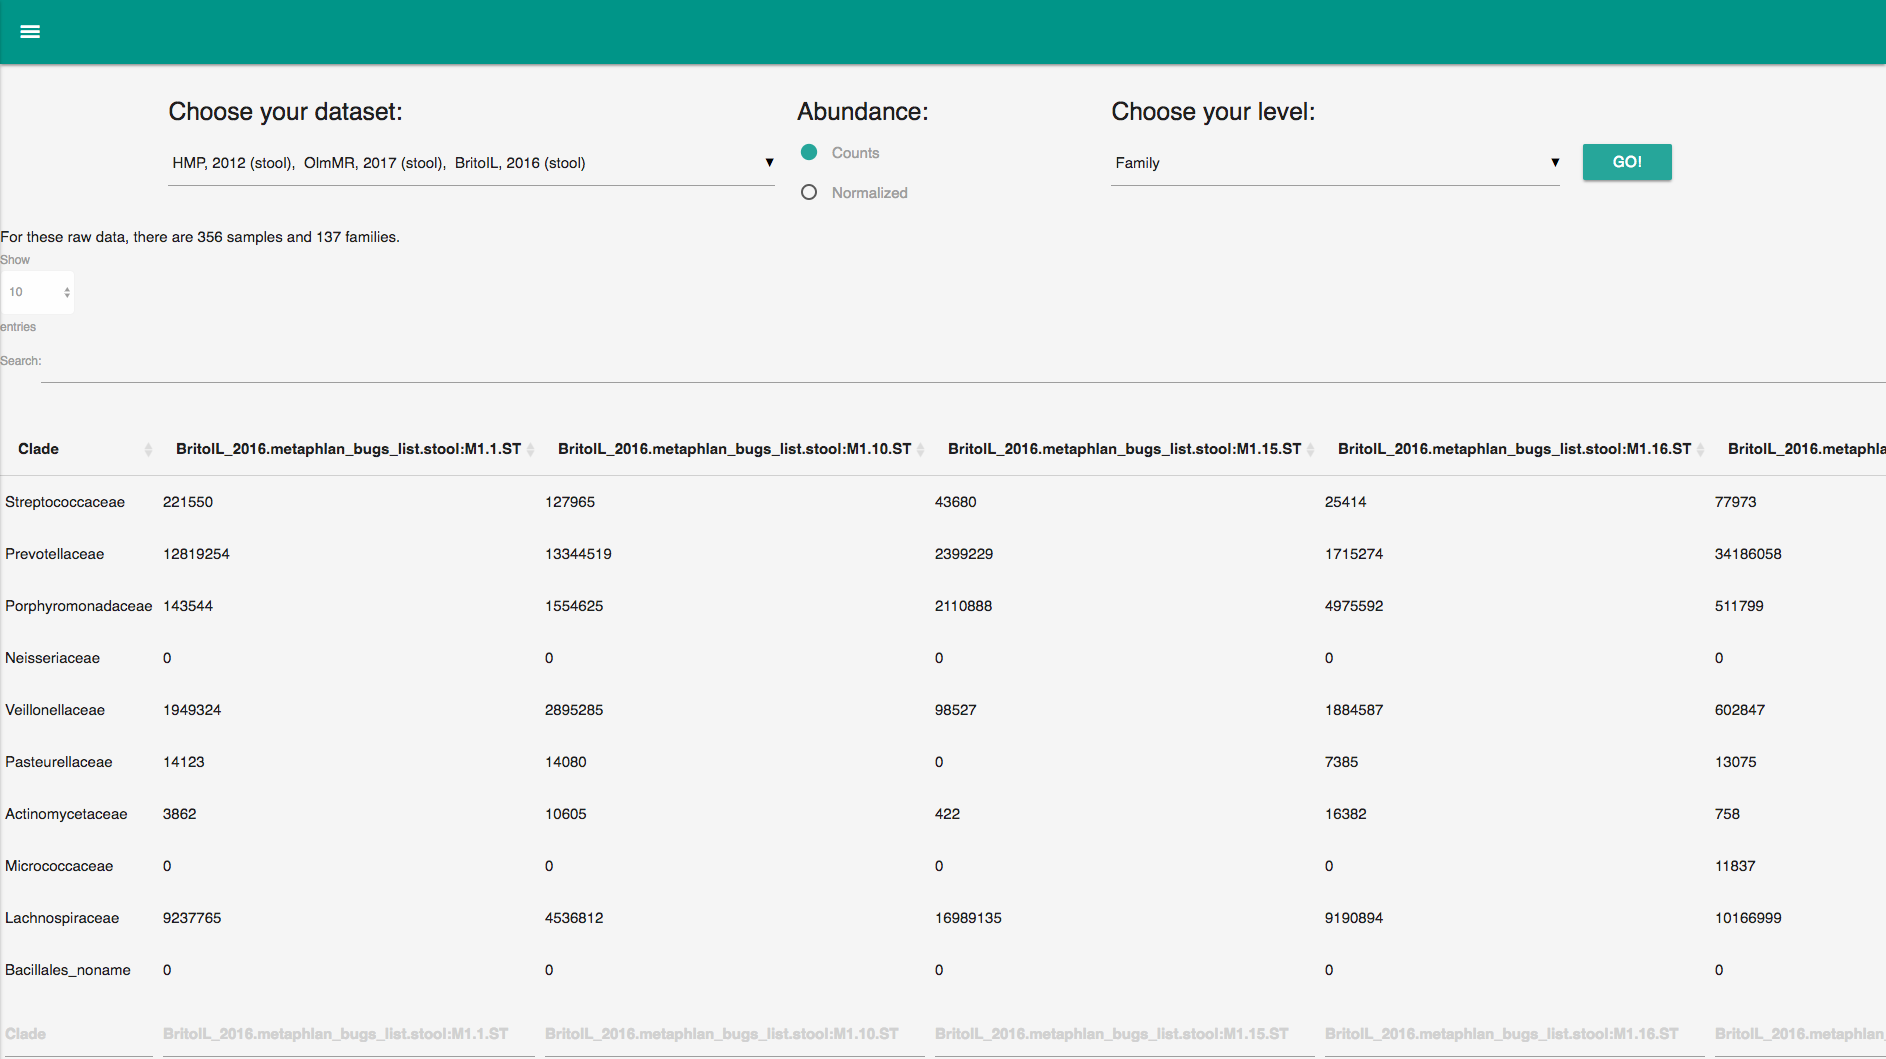 Choose your dataset: Abundance: Choose your level:
HMP, 2012 (stool), OlmMR, 2017 (stool), BritoIL, 2016 (stool) Counts Family GO!
Normalized
For these raw data, there are 356 samples and 137 families.
Show
10
entries
Search:
Clade BritoIL_2016.metaphlan_bugs_list.stool:M1.1.ST BritoIL_2016.metaphlan_bugs_list.stool:M1.10.ST BritoIL_2016.metaphlan_bugs_list.stool:M1.15.ST BritoIL_2016.metaphlan_bugs_list.stool:M1.16.ST BritoIL_2016.metaphla
Streptococcaceae 221550 127965 43680 25414 77973
Prevotellaceae 12819254 13344519 2399229 1715274 34186058
Porphyromonadaceae 143544 1554625 2110888 4975592 511799
Neisseriaceae 0 0 0 0 0
Veillonellaceae 1949324 2895285 98527 1884587 602847
Pasteurellaceae 14123 14080 0 7385 13075
Actinomycetaceae 3862 10605 422 16382 758
Micrococcaceae 0 0 0 0 11837
Lachnospiraceae 9237765 4536812 16989135 9190894 10166999
Bacillales_noname 0 0 0 0 0
Clade BritoIL_2016.metaphlan_bugs_list.stool:M1.1.ST BritoIL_2016.metaphlan_bugs_list.stool:M1.10.ST BritoIL_2016.metaphlan_bugs_list.stool:M1.15.ST BritoIL_2016.metaphlan_bugs_list.stool:M1.16.ST BritoIL_2016.metaphlan